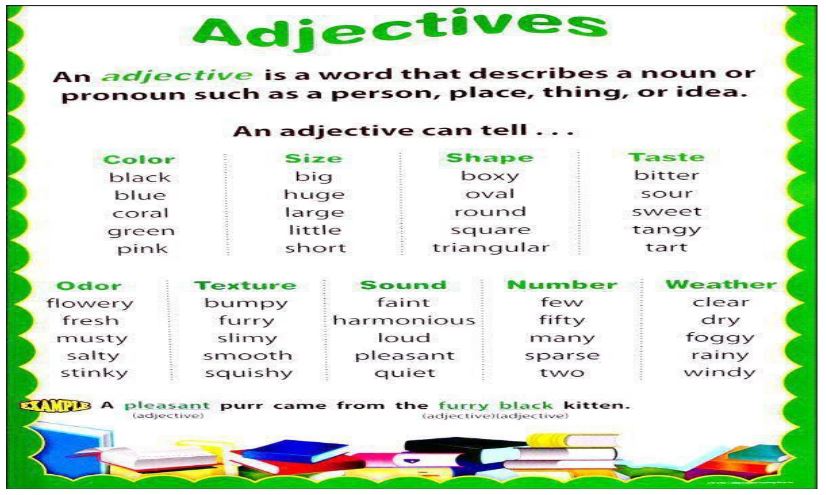 Adjectives
An adjective is a word that describes a noun or
pronoun such as a person, place, thing, or idea.
An adjective can tell . . .
Color Size Shape Taste
black big boxy bitter
blue huge oval sour
coral large round sweet
green little square tangy
pink short triangular tart
Odor Texture Sound Number Weather
flowery bumpy faint few clear
fresh furry harmonious fifty dry
musty slimy loud many foggy
salty smooth pleasant sparse rainy
stinky squishy quiet two windy
EXAMPLE A pleasant purr came from the furry black kitten.
(adjective) (adjective)(adjective)